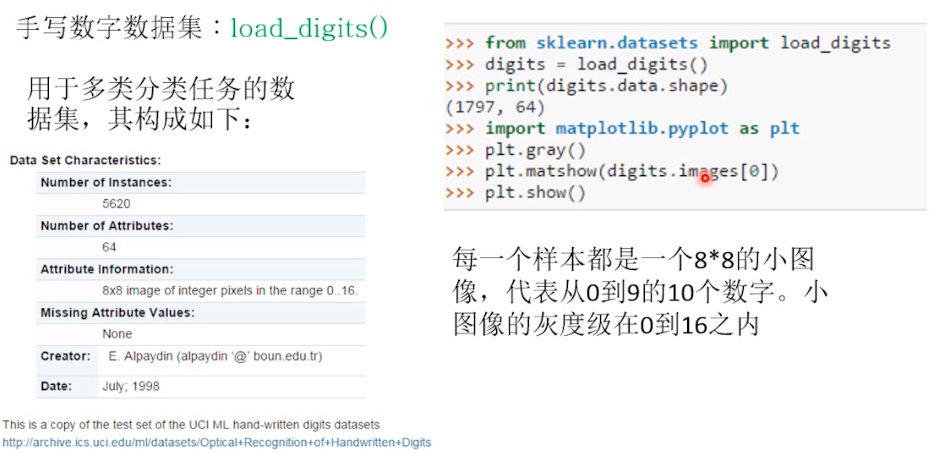 手写数字数据集：load_digits()
用于多类分类任务的数
据集，其构成如下：
Data Set Characteristics:
Number of Instances:
5620
Number of Attributes:
64
Attribute Information:
8x8 image of integer pixels in the range 0..16.
Missing Attribute Values:
None
Creator: E. Alpaydin (alpaydin ‘@’ boun.edu.tr)
Date: July; 1998
This is a copy of the test set of the UCI ML hand-written digits datasets
http://archive.ics.uci.edu/ml/datasets/Optical+Recognition+of+Handwritten+Digits
>>> from sklearn.datasets import load_digits
>>> digits = load_digits()
>>> print(digits.data.shape)
(1797, 64)
>>> import matplotlib.pyplot as plt
>>> plt.gray()
>>> plt.matshow(digits.images[0])
>>> plt.show()
每一个样本都是一个8*8的小图
像，代表从0到9的10个数字。小
图像的灰度级在0到16之内